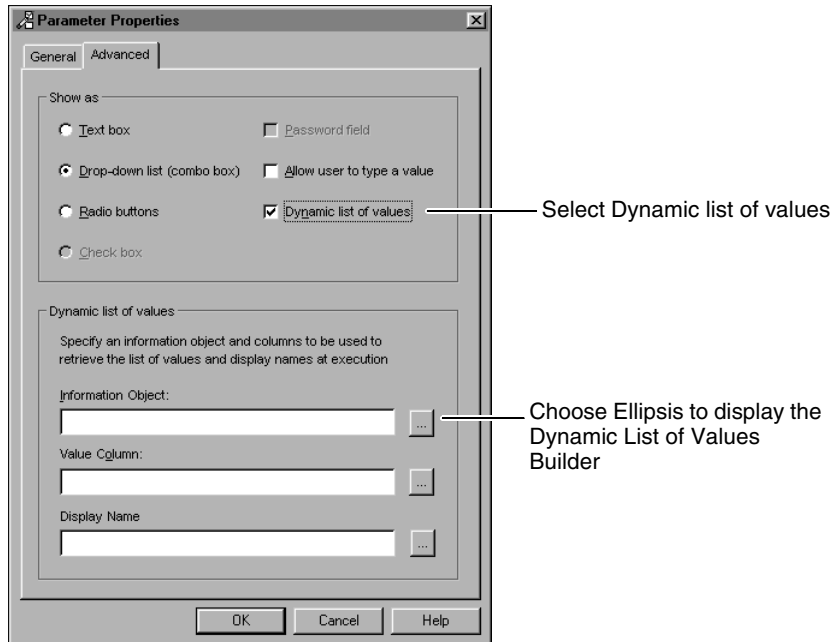 Parameter Properties
General
Advanced
Show as
Text box
Password field
Drop-down list (combo box)
Allow user to type a value
Radio buttons
Dynamic list of values
Select Dynamic list of values
Check box
Dynamic list of values
Specify an information object and columns to be used to
retrieve the list of values and display names at execution
Information Object:
...
Choose Ellipsis to display the
Dynamic List of Values
Builder
Value Column:
...
Display Name
...
OK
Cancel
Help